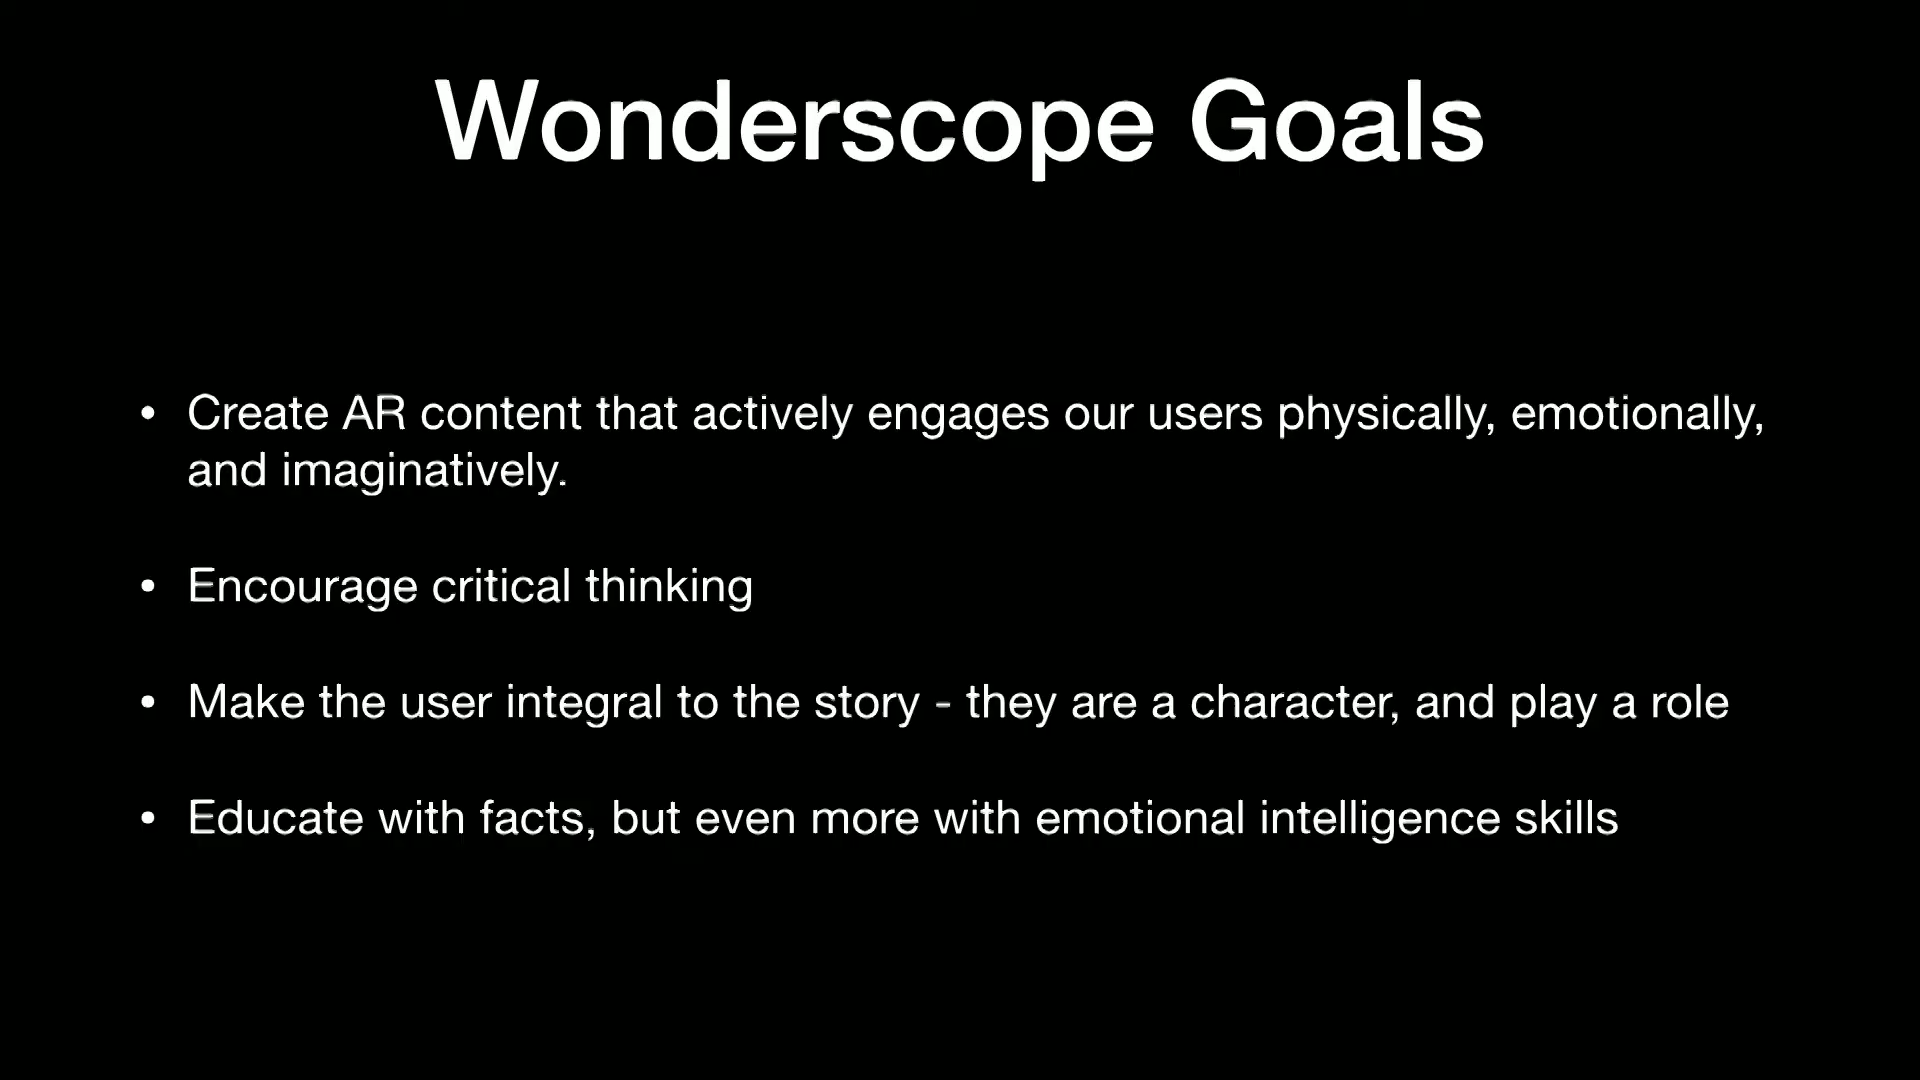 Wonderscope Goals
• Create AR content that actively engages our users physically, emotionally,
and imaginatively.
• Encourage critical thinking
• Make the user integral to the story - they are a character, and play a role
• Educate with facts, but even more with emotional intelligence skills